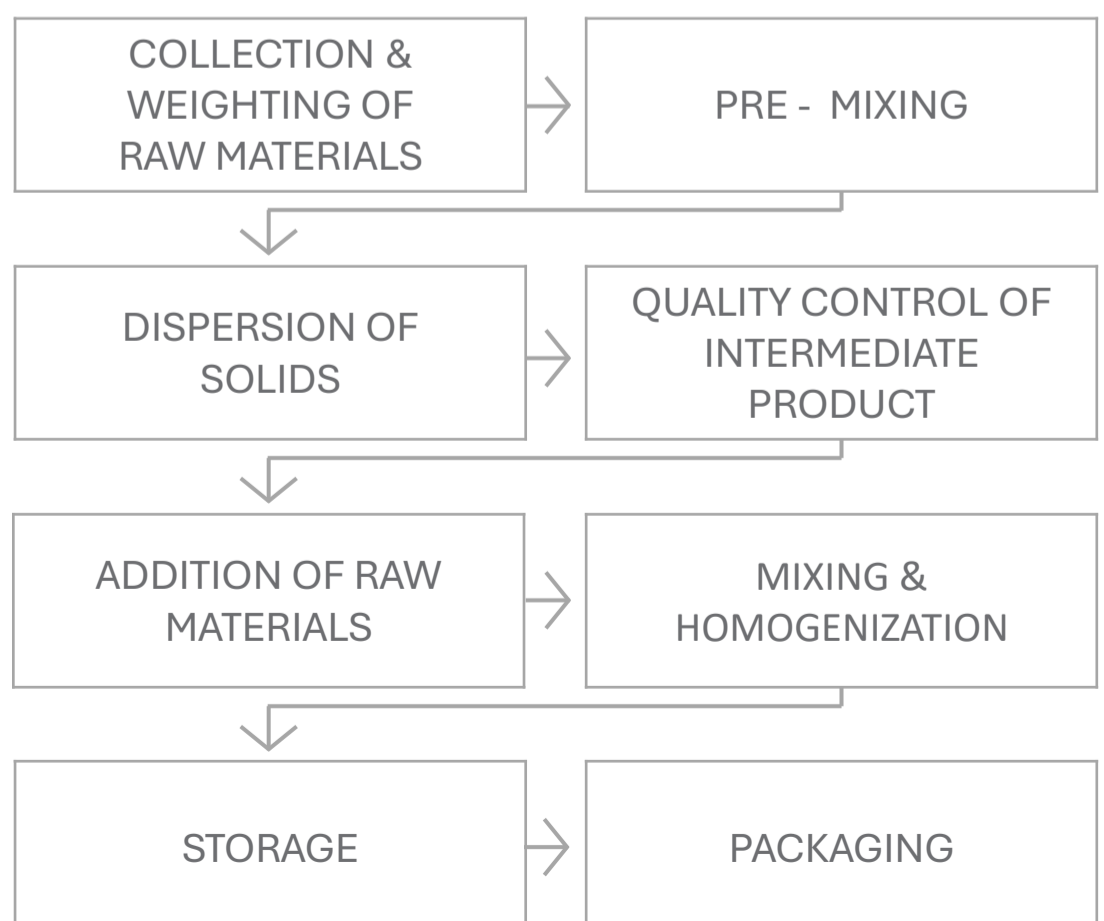 COLLECTION &
WEIGHTING OF
RAW MATERIALS
PRE - MIXING
DISPERSION OF
SOLIDS
QUALITY CONTROL OF
INTERMEDIATE
PRODUCT
ADDITION OF RAW
MATERIALS
MIXING &
HOMOGENIZATION
STORAGE
PACKAGING